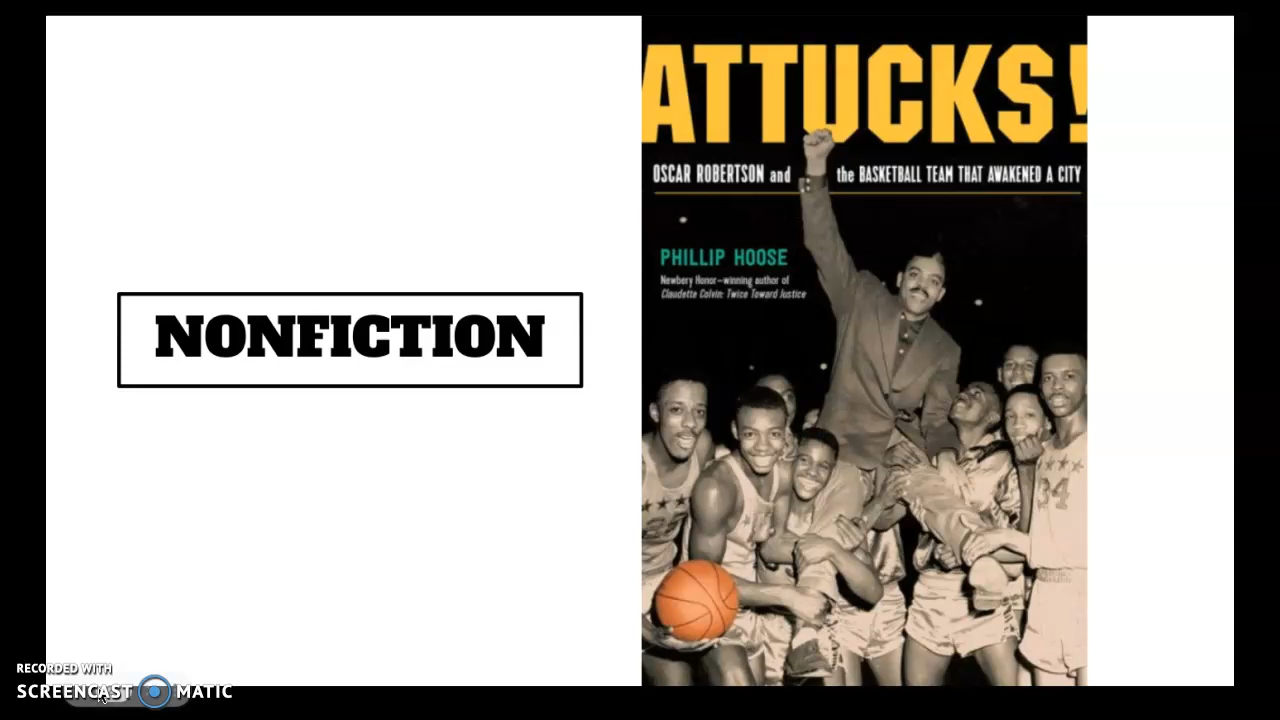 NONFICTION
ATTUCKS!
OSCAR ROBERTSON and the BASKETBALL TEAM THAT AWAKENED A CITY
PHILLIP HOOSE
Newbery Honor–winning author of
Claudette Colvin: Twice Toward Justice
34
RECORDED WITH
SCREENCAST MATIC